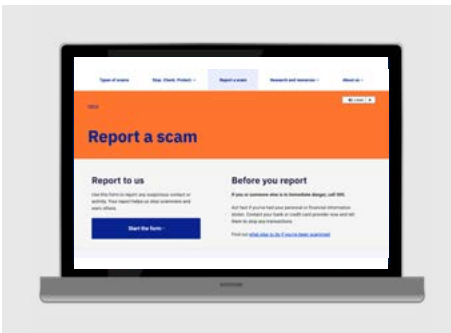 Types of scams Stop. Check. Protect Report a scam Research and resources About us
Home
Listen
Report a scam
Report to us
Use this form to report any suspicious contact or
activity. Your report helps us stop scammers and
warn others.
Start the form
Before you report
If you or someone else is in immediate danger, call 000.
Act fast if you've had your personal or financial information
stolen. Contact your bank or credit card provider now and tell
them to stop any transactions.
Find out what else to do if you've been scammed